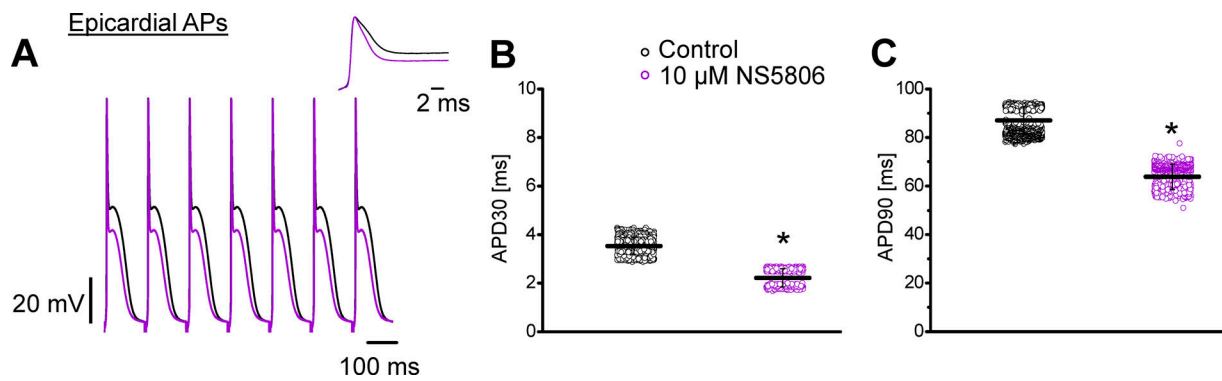 Epicardial APs
A
2 ms
20 mV
100 ms
B
Control
10 µM NS5806
APD30 [ms]
10
8
6
4
2
0
*
C
APD90 [ms]
100
80
60
40
20
0
*